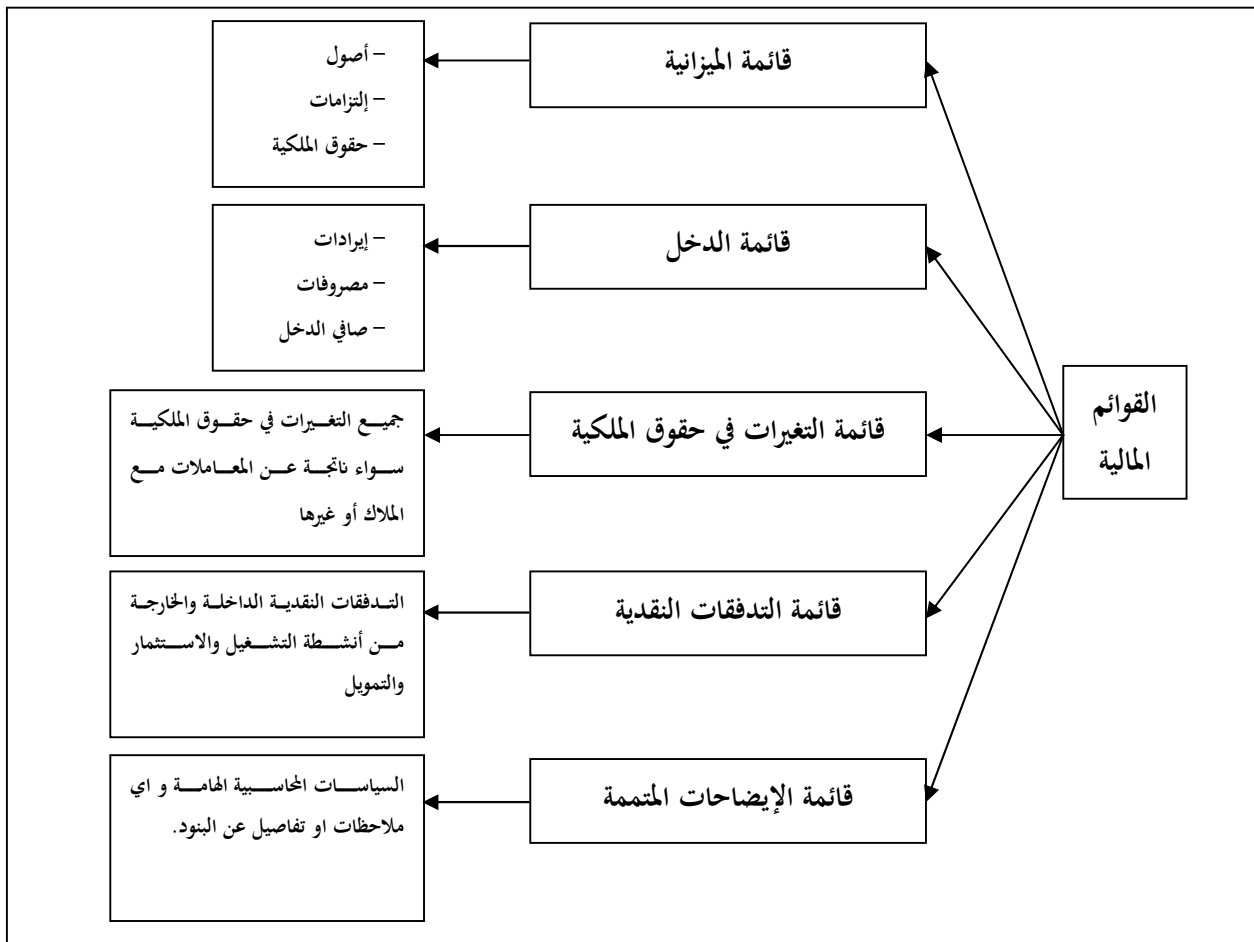 القوائم
المالية
قائمة الميزانية
– أصول
– إلتزامات
– حقوق الملكية
قائمة الدخل
– إيرادات
– مصروفات
– صافي الدخل
قائمة التغيرات في حقوق الملكية
جميع التغيرات في حقوق الملكية
سواء ناتجة عن المعاملات مع
الملاك أو غيرها
قائمة التدفقات النقدية
التدفقات النقدية الداخلة والخارجة
من أنشطة التشغيل والاستثمار
والتمويل
قائمة الإيضاحات المتممة
السياسات المحاسبية الهامة و اي
ملاحظات او تفاصيل عن البنود.